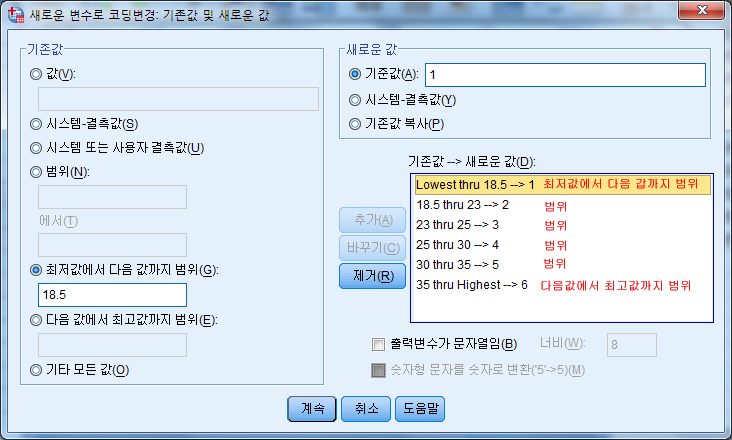 새로운 변수로 코딩변경: 기존값 및 새로운 값
기존값
값(V):
시스템-결측값(S)
시스템 또는 사용자 결측값(U)
범위(N):
에서(T)
최저값에서 다음 값까지 범위(G):
18.5
다음 값에서 최고값까지 범위(E):
기타 모든 값(O)
새로운 값
기준값(A): 1
시스템-결측값(Y)
기존값 복사(P)
기존값 --> 새로운 값(D):
추가(A)
바꾸기(C)
제거(R)
Lowest thru 18.5 --> 1 최저값에서 다음 값까지 범위
18.5 thru 23 --> 2 범위
23 thru 25 --> 3 범위
25 thru 30 --> 4 범위
30 thru 35 --> 5 범위
35 thru Highest --> 6 다음값에서 최고값까지 범위
출력변수가 문자열임(B) 너비(W): 8
숫자형 문자를 숫자로 변환('5'->5)(M)
계속 취소 도움말